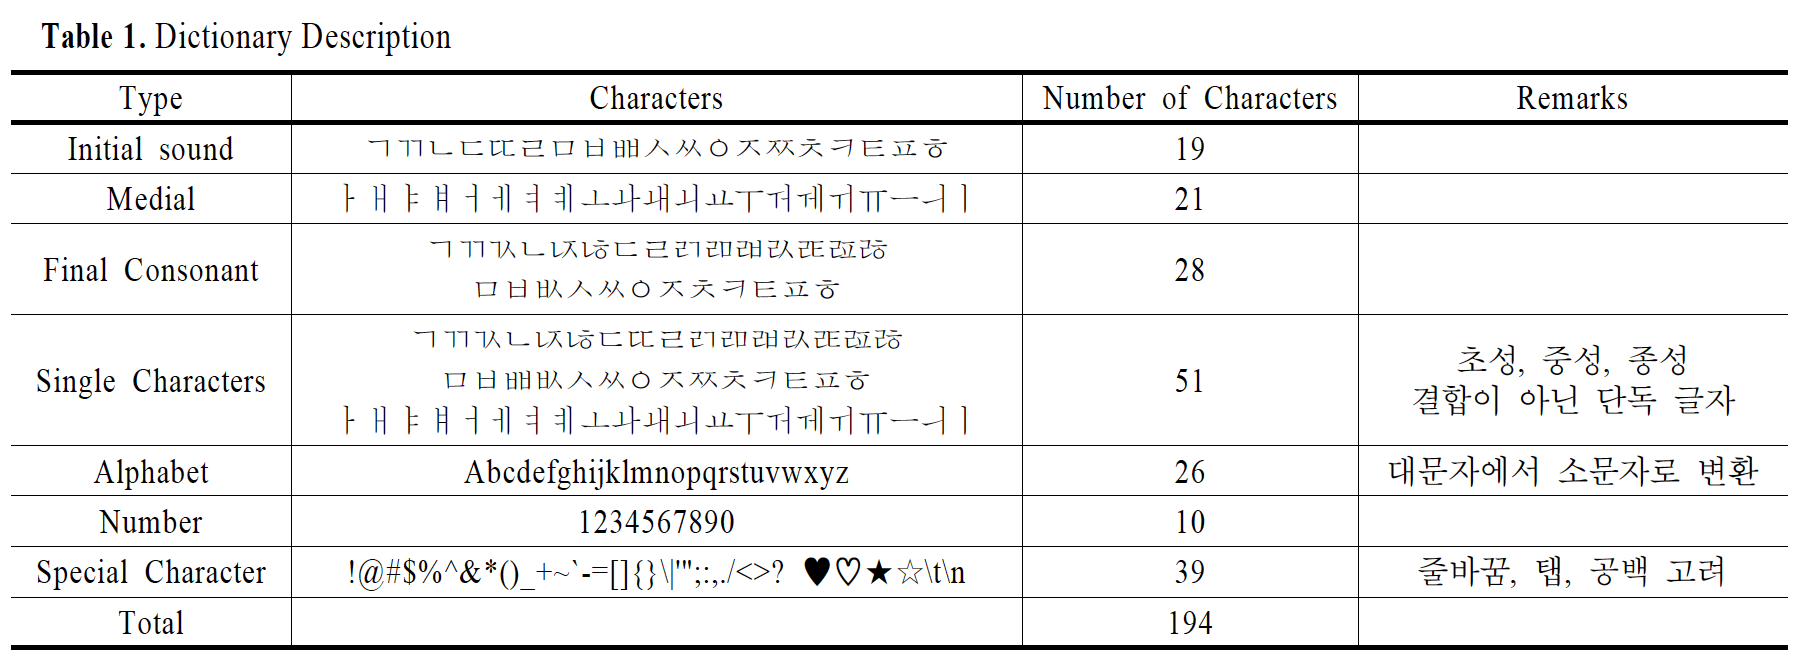 Table 1. Dictionary Description
Type Characters Number of Characters Remarks
Initial sound ㄱㄲㄴㄷㄸㄹㅁㅂㅃㅅㅆㅇㅈㅉㅊㅋㅌㅍㅎ 19
Medial ㅏㅐㅑㅒㅓㅔㅕㅖㅗㅘㅙㅚㅛㅜㅝㅞㅟㅠㅡㅢㅣ 21
Final Consonant ㄱㄲㄳㄴㄵㄶㄷㄹㄺㄻㄼㄽㄾㄿㅀ
ㅁㅂㅄㅅㅆㅇㅈㅊㅋㅌㅍㅎ 28
Single Characters ㄱㄲㄳㄴㄵㄶㄷㄸㄹㄺㄻㄼㄽㄾㄿㅀ
ㅁㅂㅃㅄㅅㅆㅇㅈㅉㅊㅋㅌㅍㅎ
ㅏㅐㅑㅒㅓㅔㅕㅖㅗㅘㅙㅚㅛㅜㅝㅞㅟㅠㅡㅢㅣ 51
초성, 중성, 종성
결합이 아닌 단독 글자
Alphabet Abcdefghijklmnopqrstuvwxyz 26 대문자에서 소문자로 변환
Number 1234567890 10
Special Character !@#$%^&*()_+~`-=[]{}\|'";:,./<>? ♥♡★☆\t\n 39 줄바꿈, 탭, 공백 고려
Total 194